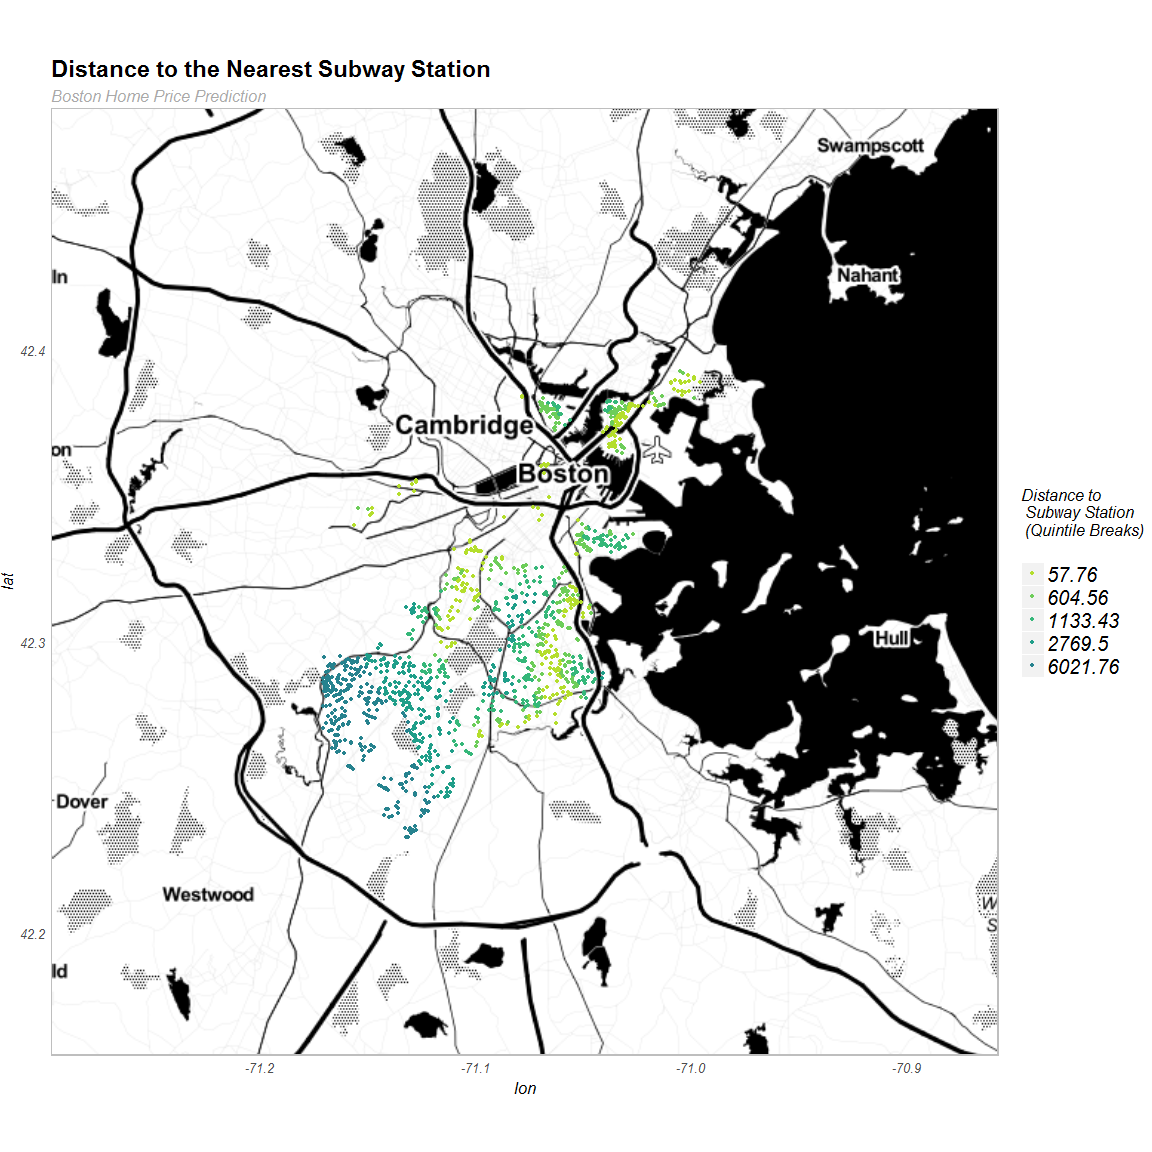 Distance to the Nearest Subway Station
Boston Home Price Prediction
Swampscott
Nahant
ln
42.4
Cambridge
on
Boston
Distance to
Subway Station
(Quintile Breaks)
57.76
604.56
1133.43
2769.5
6021.76
lat
42.3
Hull
Dover
Westwood
W
S
42.2
ld
-71.2
-71.1
-71.0
-70.9
lon